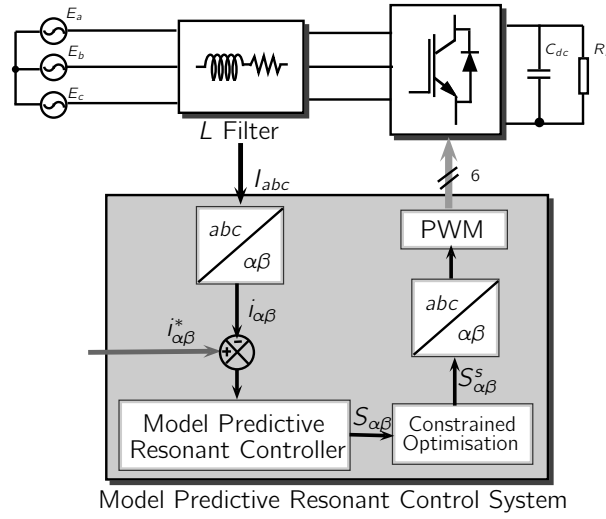 E_a
E_b
E_c
C_dc
R
L Filter
I_abc
6
abc
αβ
PWM
abc
αβ
i_αβ
i*_αβ
−
+
S^s_αβ
Model Predictive
Resonant Controller
S_αβ
Constrained
Optimisation
Model Predictive Resonant Control System